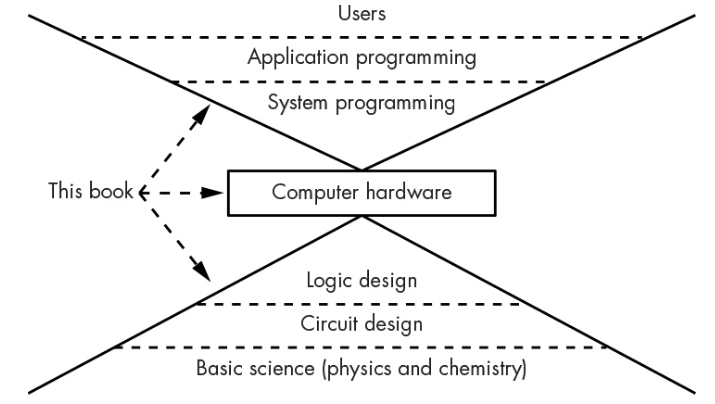 Users
Application programming
System programming
This book
Computer hardware
Logic design
Circuit design
Basic science (physics and chemistry)